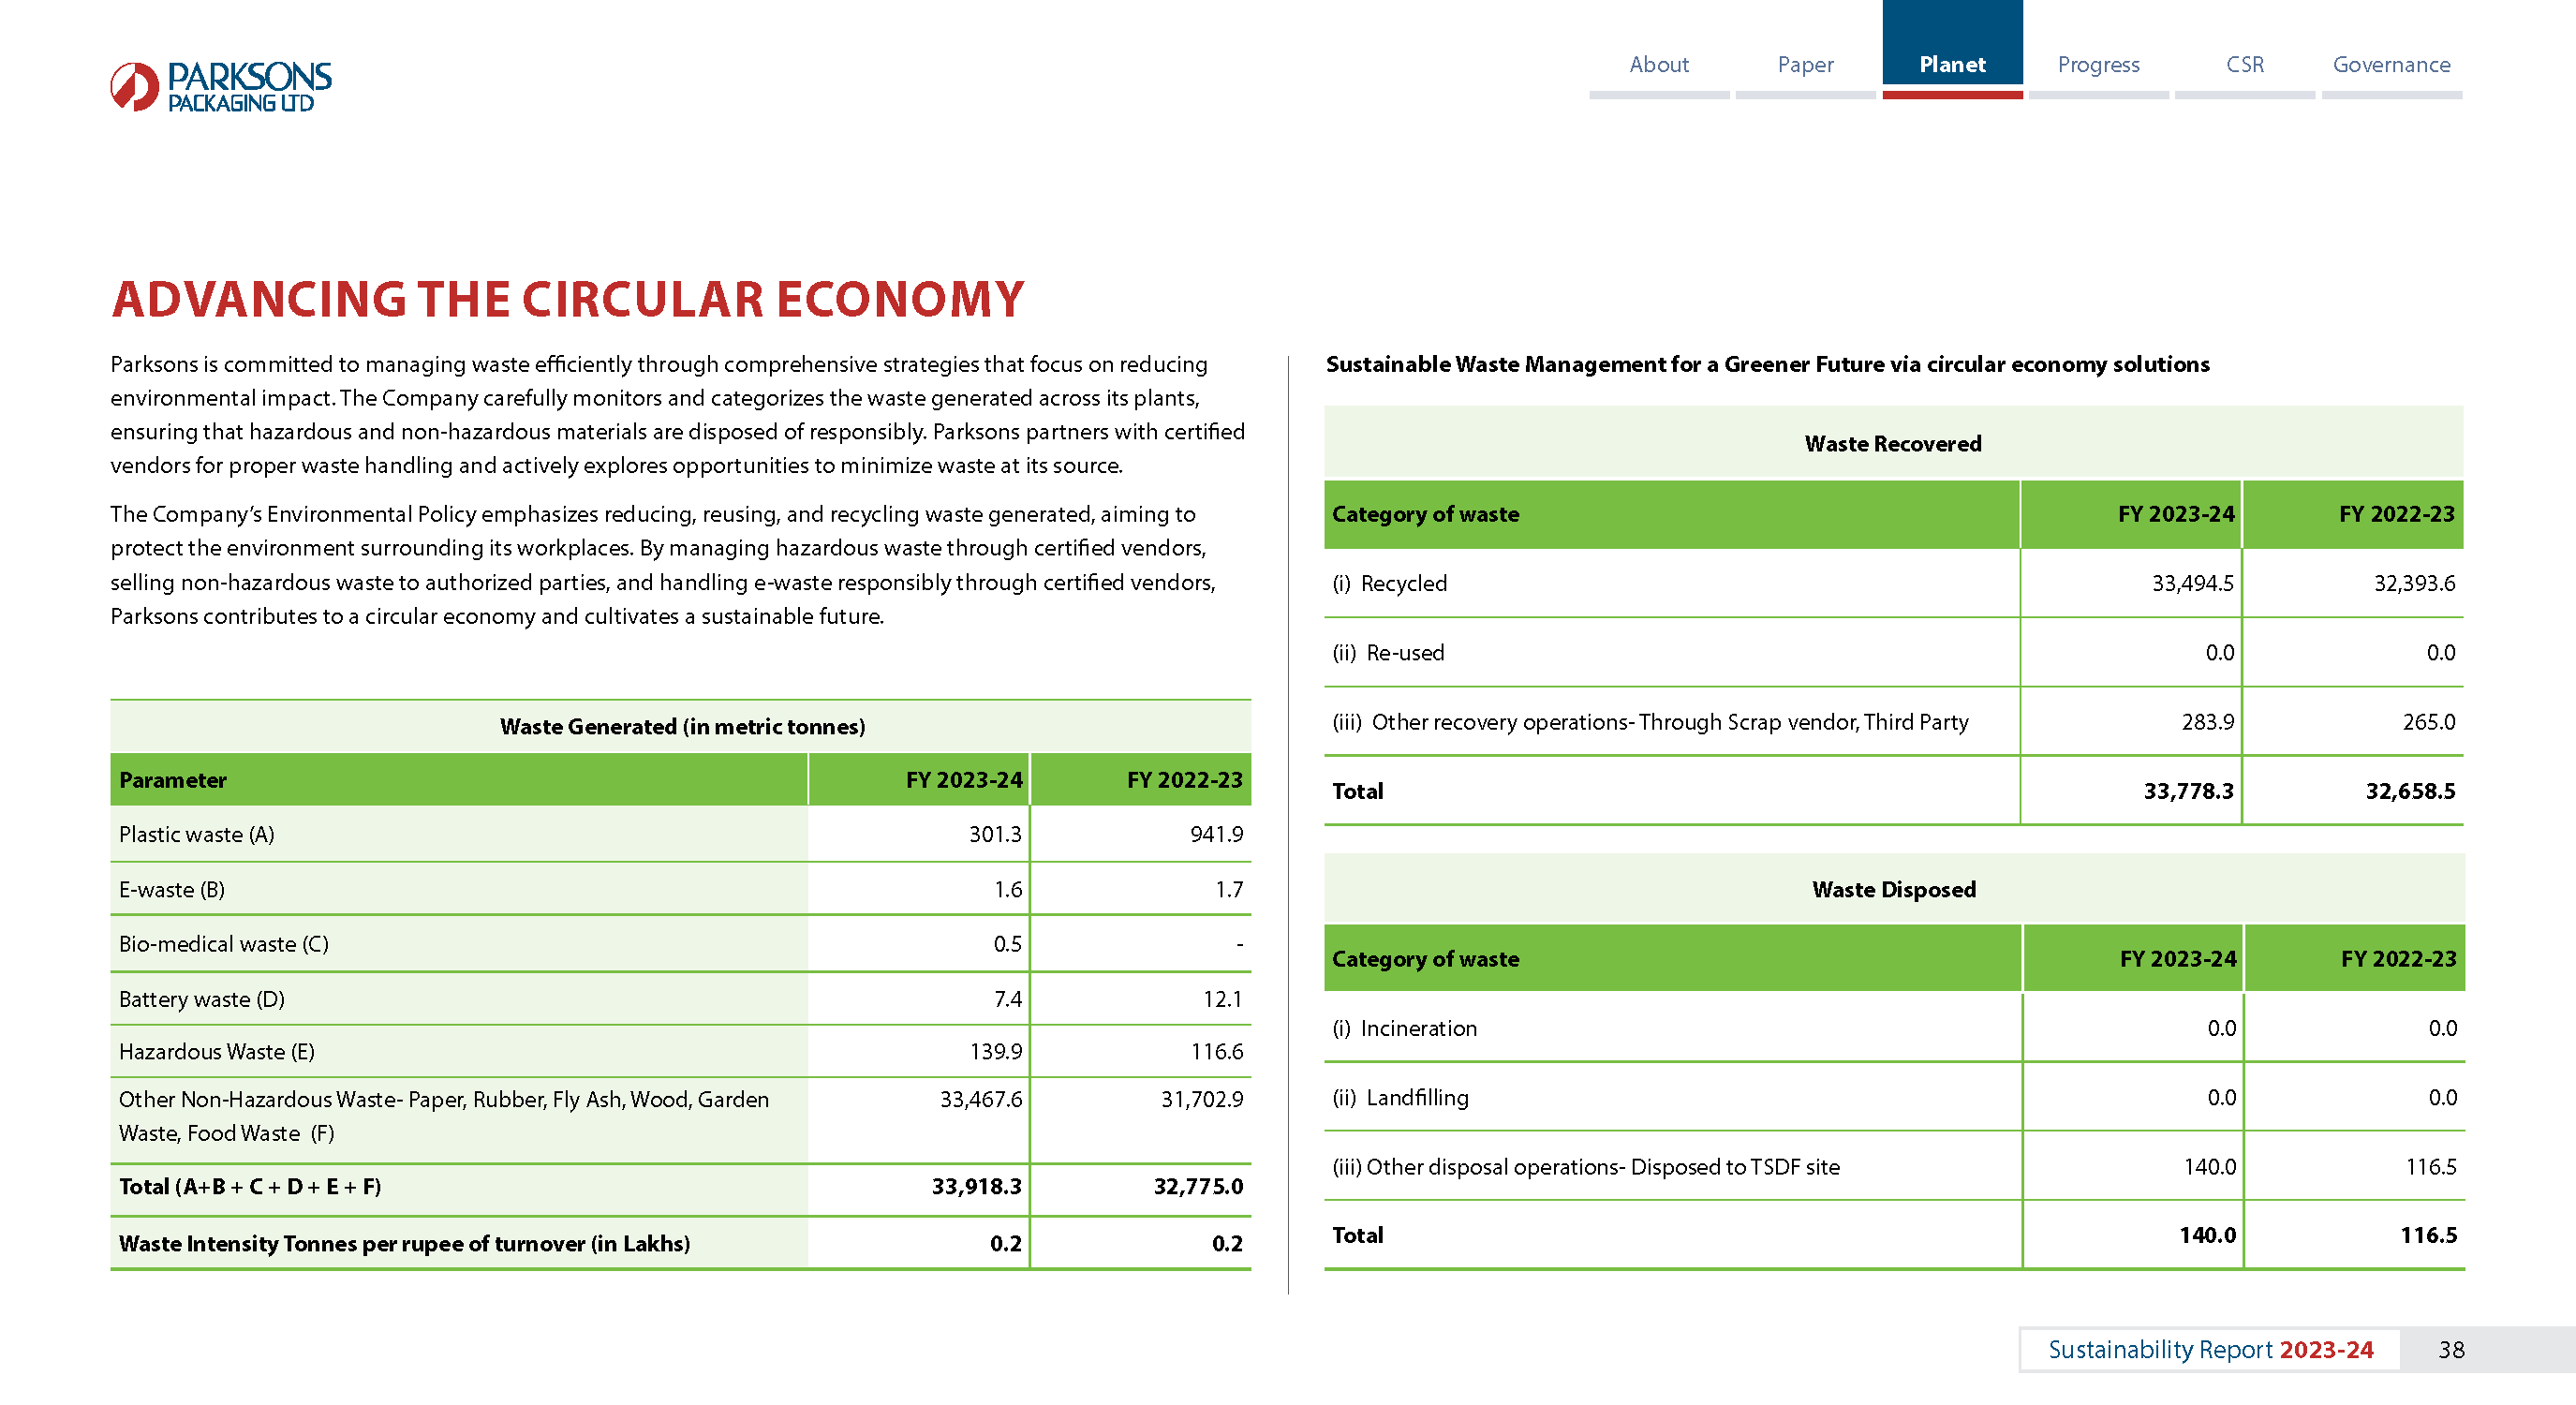 PARKSONS
PACKAGING LTD
About Paper Planet Progress CSR Governance
ADVANCING THE CIRCULAR ECONOMY
Parksons is committed to managing waste efficiently through comprehensive strategies that focus on reducing
environmental impact. The Company carefully monitors and categorizes the waste generated across its plants,
ensuring that hazardous and non-hazardous materials are disposed of responsibly. Parksons partners with certified
vendors for proper waste handling and actively explores opportunities to minimize waste at its source.
The Company’s Environmental Policy emphasizes reducing, reusing, and recycling waste generated, aiming to
protect the environment surrounding its workplaces. By managing hazardous waste through certified vendors,
selling non-hazardous waste to authorized parties, and handling e-waste responsibly through certified vendors,
Parksons contributes to a circular economy and cultivates a sustainable future.
Waste Generated (in metric tonnes)
Parameter FY 2023-24 FY 2022-23
Plastic waste (A) 301.3 941.9
E-waste (B) 1.6 1.7
Bio-medical waste (C) 0.5 -
Battery waste (D) 7.4 12.1
Hazardous Waste (E) 139.9 116.6
Other Non-Hazardous Waste- Paper, Rubber, Fly Ash, Wood, Garden 33,467.6 31,702.9
Waste, Food Waste (F)
Total (A+B + C + D + E + F) 33,918.3 32,775.0
Waste Intensity Tonnes per rupee of turnover (in Lakhs) 0.2 0.2
Sustainable Waste Management for a Greener Future via circular economy solutions
Waste Recovered
Category of waste FY 2023-24 FY 2022-23
(i) Recycled 33,494.5 32,393.6
(ii) Re-used 0.0 0.0
(iii) Other recovery operations- Through Scrap vendor, Third Party 283.9 265.0
Total 33,778.3 32,658.5
Waste Disposed
Category of waste FY 2023-24 FY 2022-23
(i) Incineration 0.0 0.0
(ii) Landfilling 0.0 0.0
(iii) Other disposal operations- Disposed to TSDF site 140.0 116.5
Total 140.0 116.5
Sustainability Report 2023-24 38